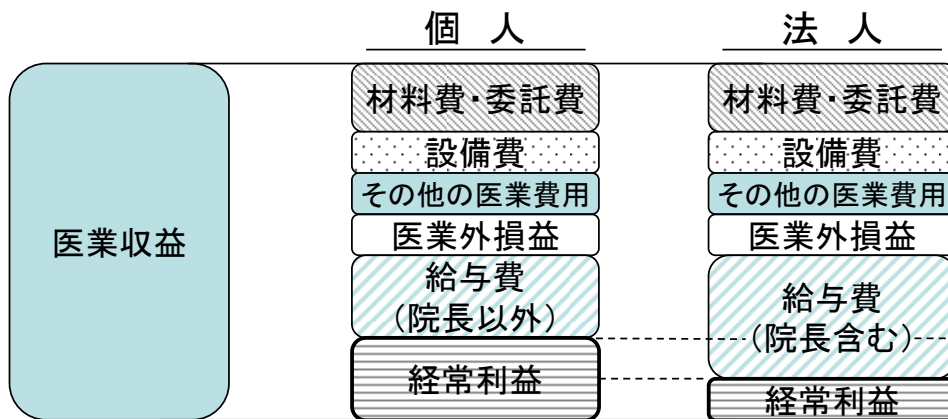 個 人
法 人
医業収益
材料費・委託費
設備費
その他の医業費用
医業外損益
給与費
(院長以外)
経常利益
材料費・委託費
設備費
その他の医業費用
医業外損益
給与費
(院長含む)
経常利益